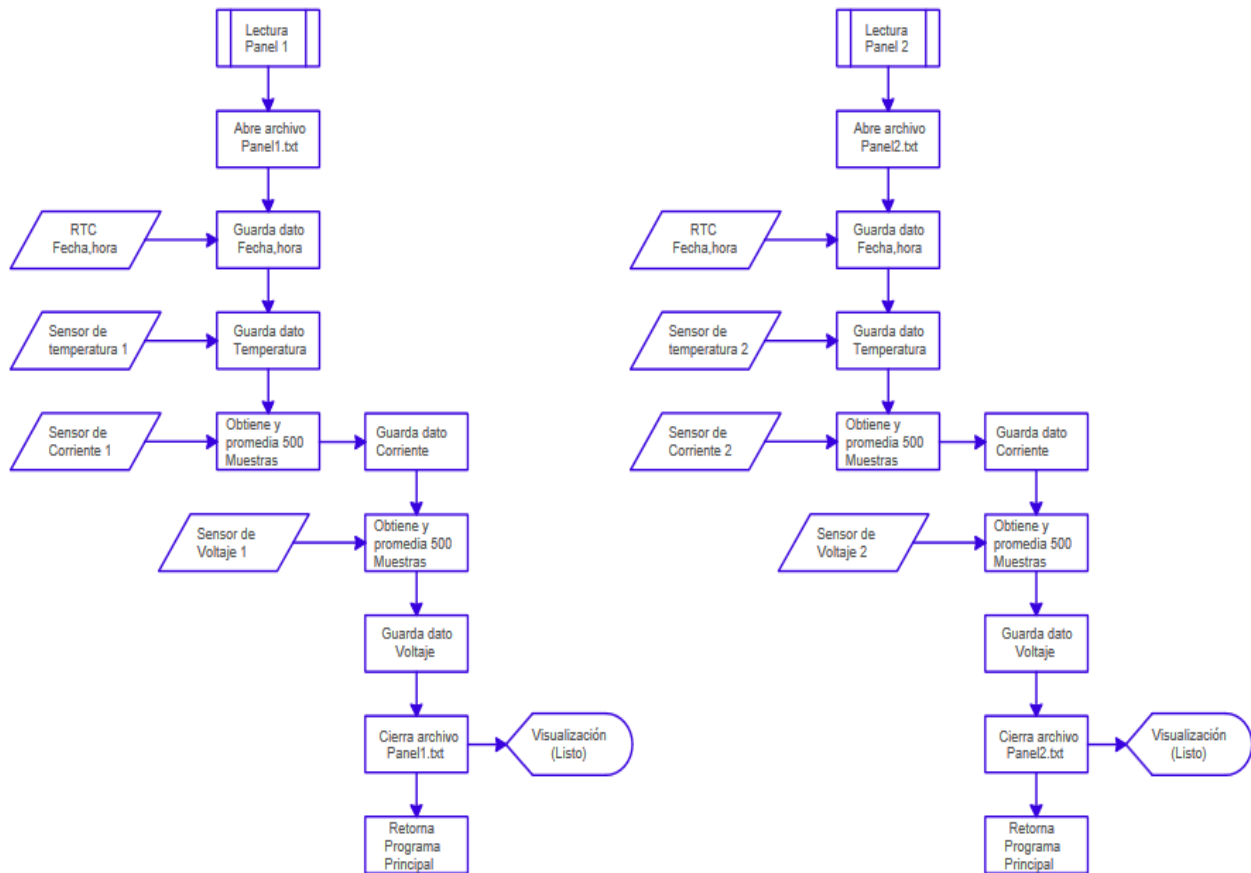 Lectura
Panel 1
Abre archivo
Panel1.txt
RTC
Fecha,hora
Guarda dato
Fecha,hora
Sensor de
temperatura 1
Guarda dato
Temperatura
Sensor de
Corriente 1
Obtiene y
promedia 500
Muestras
Guarda dato
Corriente
Sensor de
Voltaje 1
Obtiene y
promedia 500
Muestras
Guarda dato
Voltaje
Cierra archivo
Panel1.txt
Visualización
(Listo)
Retorna
Programa
Principal
Lectura
Panel 2
Abre archivo
Panel2.txt
RTC
Fecha,hora
Guarda dato
Fecha,hora
Sensor de
temperatura 2
Guarda dato
Temperatura
Sensor de
Corriente 2
Obtiene y
promedia 500
Muestras
Guarda dato
Corriente
Sensor de
Voltaje 2
Obtiene y
promedia 500
Muestras
Guarda dato
Voltaje
Cierra archivo
Panel2.txt
Visualización
(Listo)
Retorna
Programa
Principal